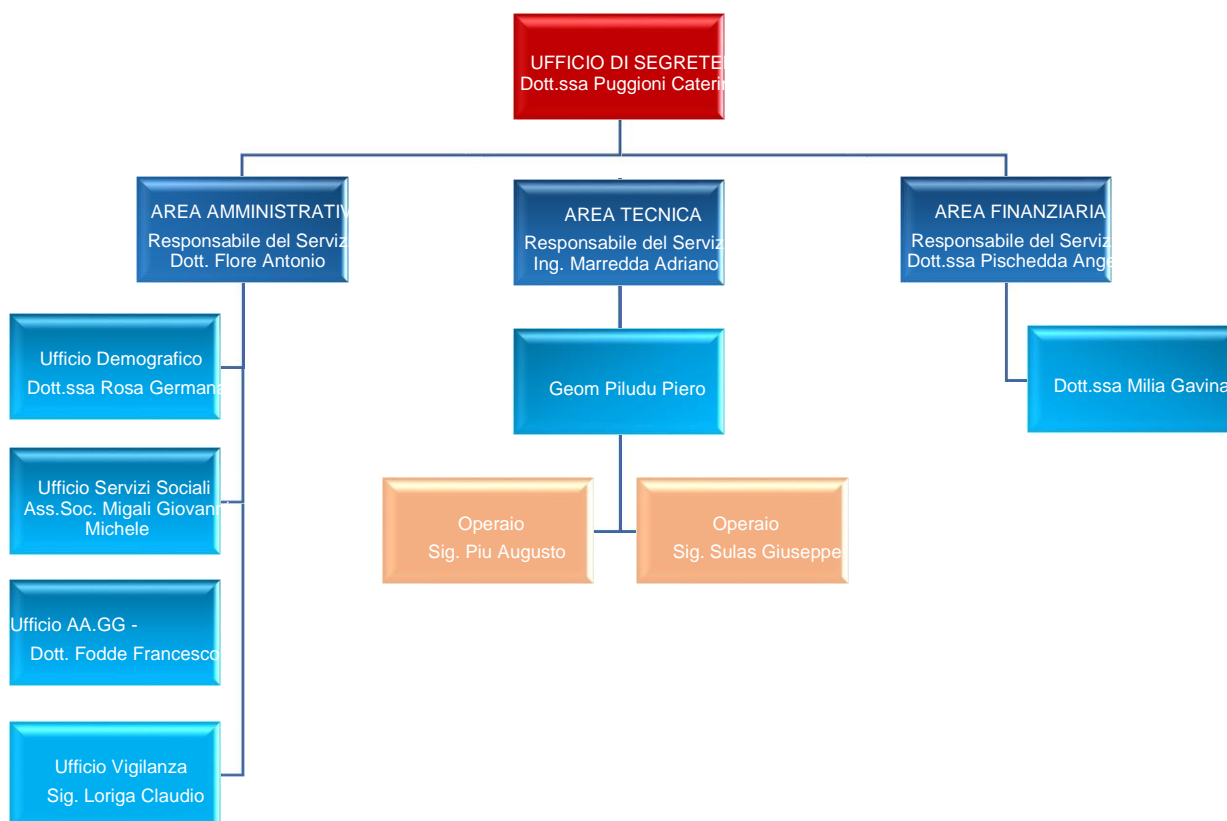 UFFICIO DI SEGRETE
Dott.ssa Puggioni Caterin
AREA AMMINISTRATIV
Responsabile del Serviz
Dott. Flore Antonio
AREA TECNICA
Responsabile del Serviz
Ing. Marredda Adriano
AREA FINANZIARIA
Responsabile del Serviz
Dott.ssa Pischedda Ange
Ufficio Demografico
Dott.ssa Rosa Germana
Geom Piludu Piero
Dott.ssa Milia Gavina
Ufficio Servizi Sociali
Ass.Soc. Migali Giovann
Michele
Operaio
Sig. Piu Augusto
Operaio
Sig. Sulas Giuseppe
Ufficio AA.GG -
Dott. Fodde Francesco
Ufficio Vigilanza
Sig. Loriga Claudio